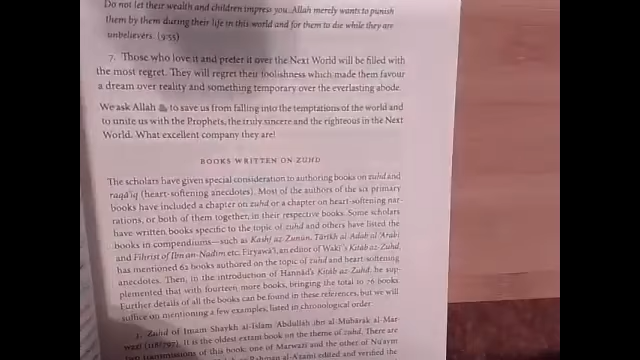 Do not let their wealth and children impress you. Allah merely wants to punish
them by them during their life in this world and for them to die while they are
unbelievers. (9:55)
7. Those who love it and prefer it over the Next World will be filled with
the most regret. They will regret their foolishness which made them favour
a dream over reality and something temporary over the everlasting abode.
We ask Allah ﷻ to save us from falling into the temptations of the world and
to unite us with the Prophets, the truly sincere and the righteous in the Next
World. What excellent company they are!
BOOKS WRITTEN ON ZUHD
The scholars have given special consideration to authoring books on zuhd and
raqā'iq (heart-softening anecdotes). Most of the authors of the six primary
books have included a chapter on zuhd or a chapter on heart-softening nar-
rations, or both of them together, in their respective books. Some scholars
have written books specific to the topic of zuhd and others have listed the
books in compendiums—such as Kashf az-Zunūn, Tārīkh al-Adab al-'Arabī
and Fihrist of Ibn an-Nadīm etc. Firyawā'ī, an editor of Wakī's Kitāb az-Zuhd,
has mentioned 62 books authored on the topic of zuhd and heart-softening
anecdotes. Then, in the introduction of Hannād's Kitāb az-Zuhd, he sup-
plemented that with fourteen more books, bringing the total to 76 books.
Further details of all the books can be found in these references, but we will
suffice on mentioning a few examples, listed in chronological order:
1. Zuhd of Imam Shaykh al-Islam Abdullah ibn al-Mubarak al-Mar-
wazī (118/797). It is the oldest extant book on the theme of zuhd. There are
two transmissions of this book: one of Marwazī and the other of Nu'aym
Rahman al-A'zami edited and verified the